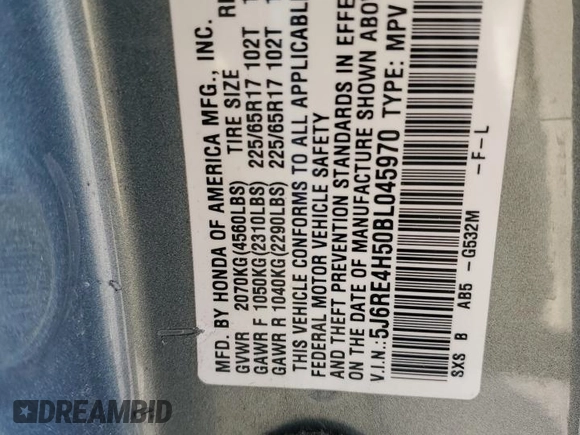 MFD. BY HONDA OF AMERICA MFG., INC.
TIRE SIZE
GVWR 2070KG(4560LBS)
GAWR F 1050KG(2310LBS) 225/65R17 102T
GAWR R 1040KG(2290LBS) 225/65R17 102T
THIS VEHICLE CONFORMS TO ALL APPLICABLE
FEDERAL MOTOR VEHICLE SAFETY
AND THEFT PREVENTION STANDARDS IN EFFE
ON THE DATE OF MANUFACTURE SHOWN ABOV
V.I.N.:5J6RE4H50BL045970 TYPE: MPV
SXS B AB5 -G532M -F-L
DREAMBID